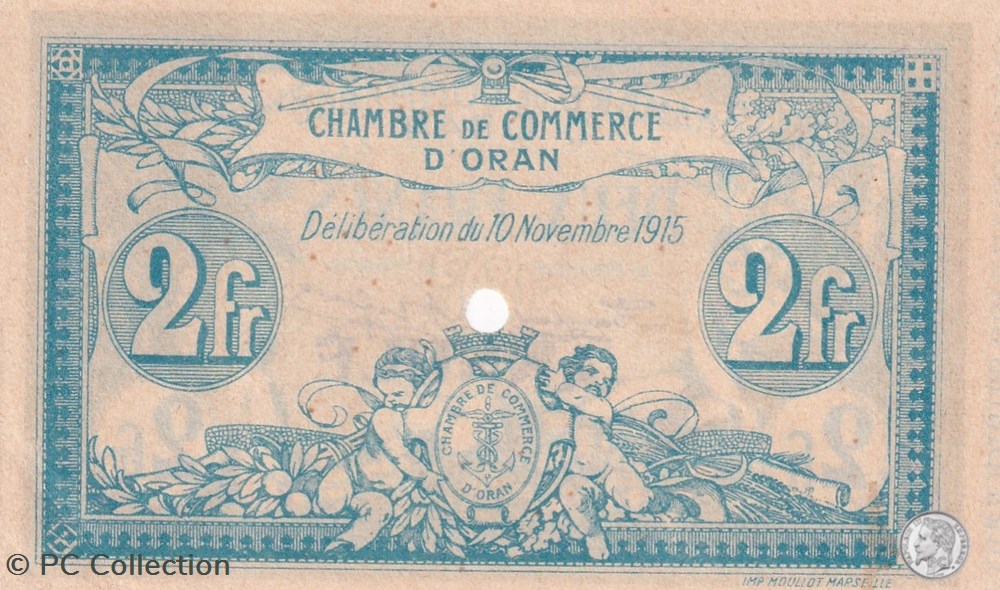 CHAMBRE DE COMMERCE
D'ORAN
Délibération du 10 Novembre 1915
2fr
2fr
CHAMBRE DE COMMERCE
D'ORAN
© PC Collection
IMP MOULLOT MARSEILLE